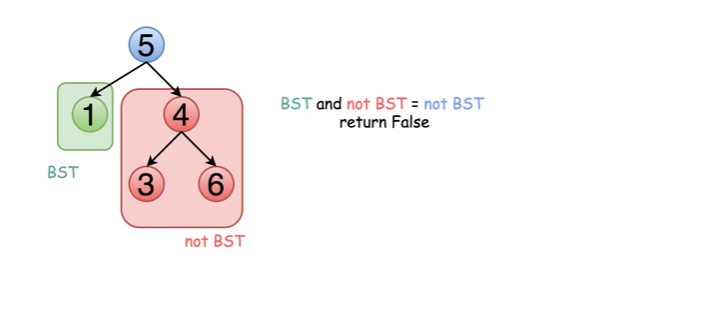 5
1
4
BST and not BST = not BST
return False
BST
3
6
not BST